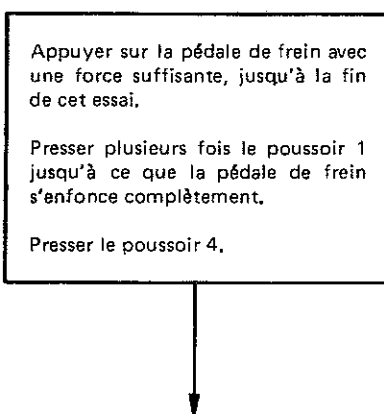 Appuyer sur la pédale de frein avec
une force suffisante, jusqu'à la fin
de cet essai.
Presser plusieurs fois le poussoir 1
jusqu'à ce que la pédale de frein
s'enfonce complètement.
Presser le poussoir 4.